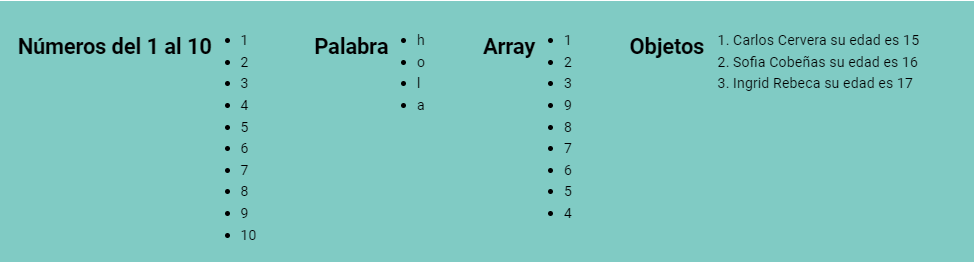 Números del 1 al 10
• 1
• 2
• 3
• 4
• 5
• 6
• 7
• 8
• 9
• 10
Palabra
• h
• o
• l
• a
Array
• 1
• 2
• 3
• 9
• 8
• 7
• 6
• 5
• 4
Objetos
1. Carlos Cervera su edad es 15
2. Sofia Cobeñas su edad es 16
3. Ingrid Rebeca su edad es 17